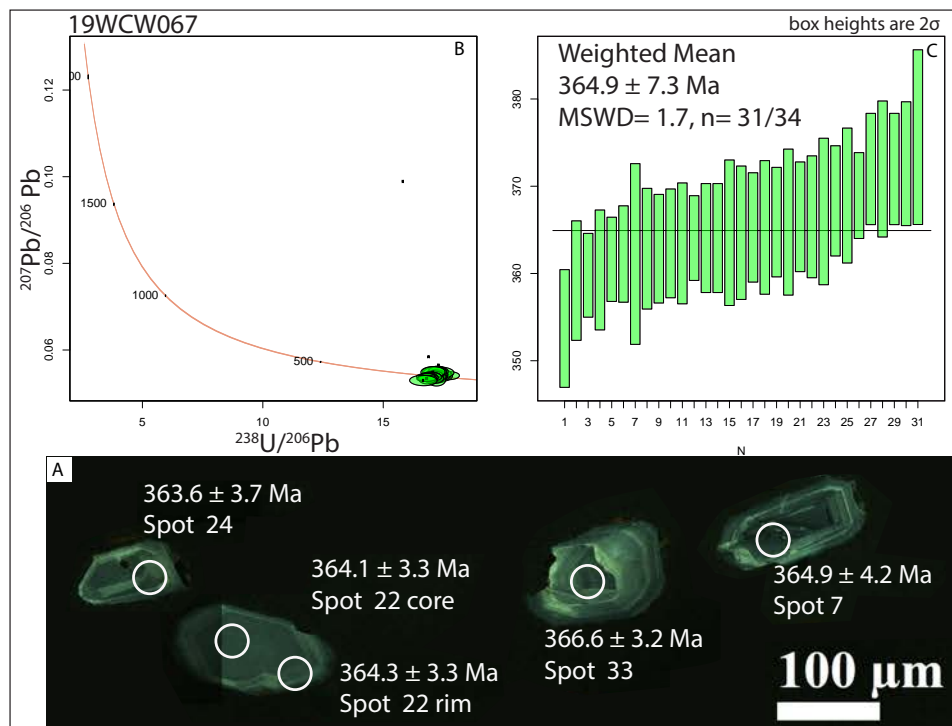 19WCW067
box heights are 2σ
B
0.12
0.10
0.08
0.06
207Pb/206 Pb
00
1500
1000
500
5
10
15
238U/206Pb
C
Weighted Mean
364.9 ± 7.3 Ma
MSWD= 1.7, n= 31/34
380
370
360
350
1 3 5 7 9 11 13 15 17 19 21 23 25 27 29 31
N
A
363.6 ± 3.7 Ma
Spot 24
364.1 ± 3.3 Ma
Spot 22 core
364.3 ± 3.3 Ma
Spot 22 rim
366.6 ± 3.2 Ma
Spot 33
364.9 ± 4.2 Ma
Spot 7
100 µm